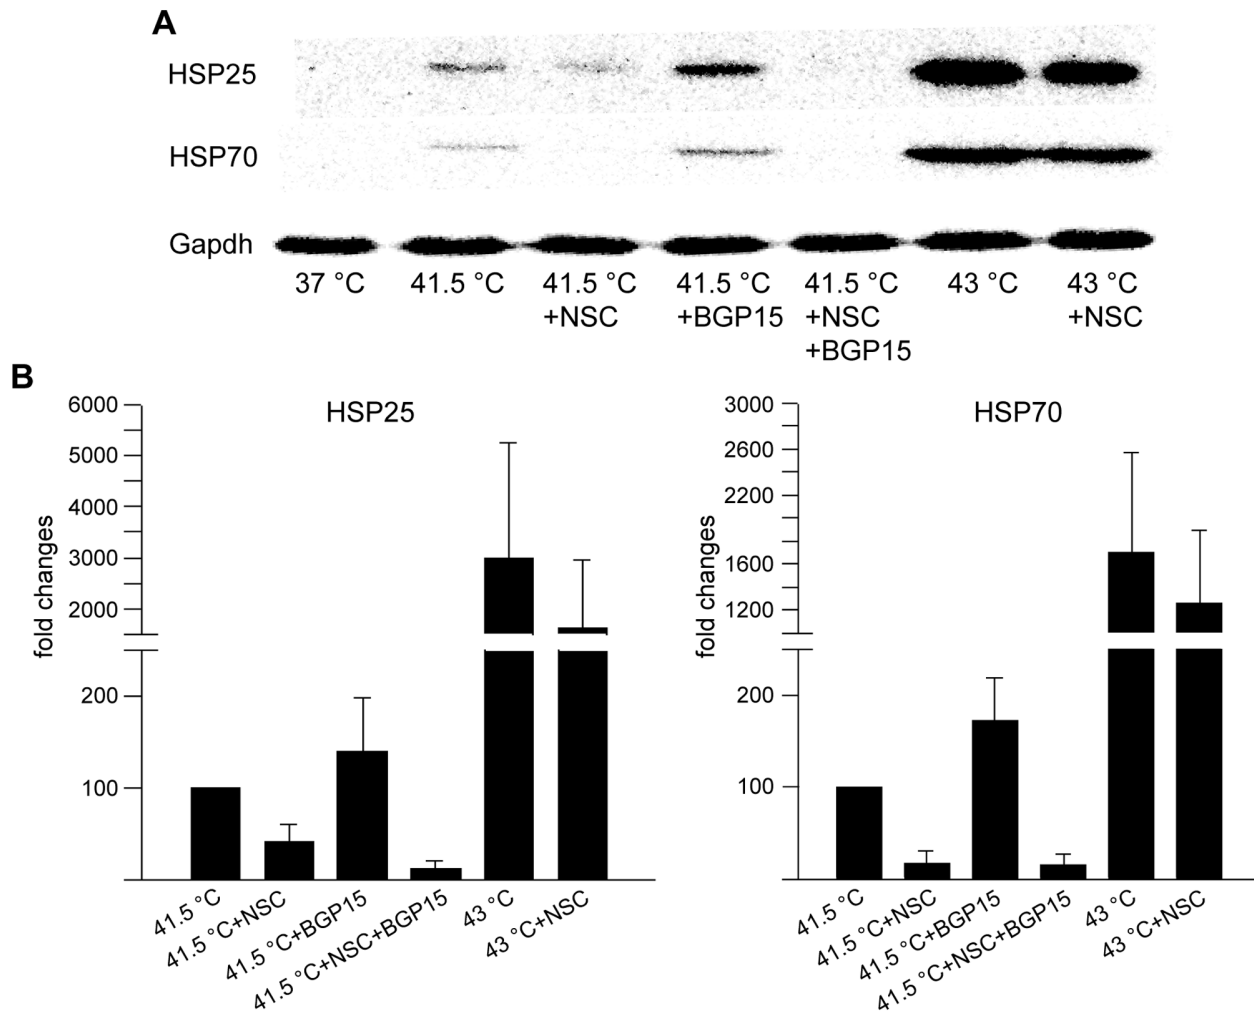 A
HSP25
HSP70
Gapdh
37 °C
41.5 °C
41.5 °C
+NSC
41.5 °C
+BGP15
41.5 °C
+NSC
+BGP15
43 °C
43 °C
+NSC
B
HSP25
fold changes
6000
5000
4000
3000
2000
200
100
41.5 °C
41.5 °C+NSC
41.5 °C+BGP15
41.5 °C+NSC+BGP15
43 °C
43 °C+NSC
HSP70
fold changes
3000
2600
2200
1600
1200
200
100
41.5 °C
41.5 °C+NSC
41.5 °C+BGP15
41.5 °C+NSC+BGP15
43 °C
43 °C+NSC